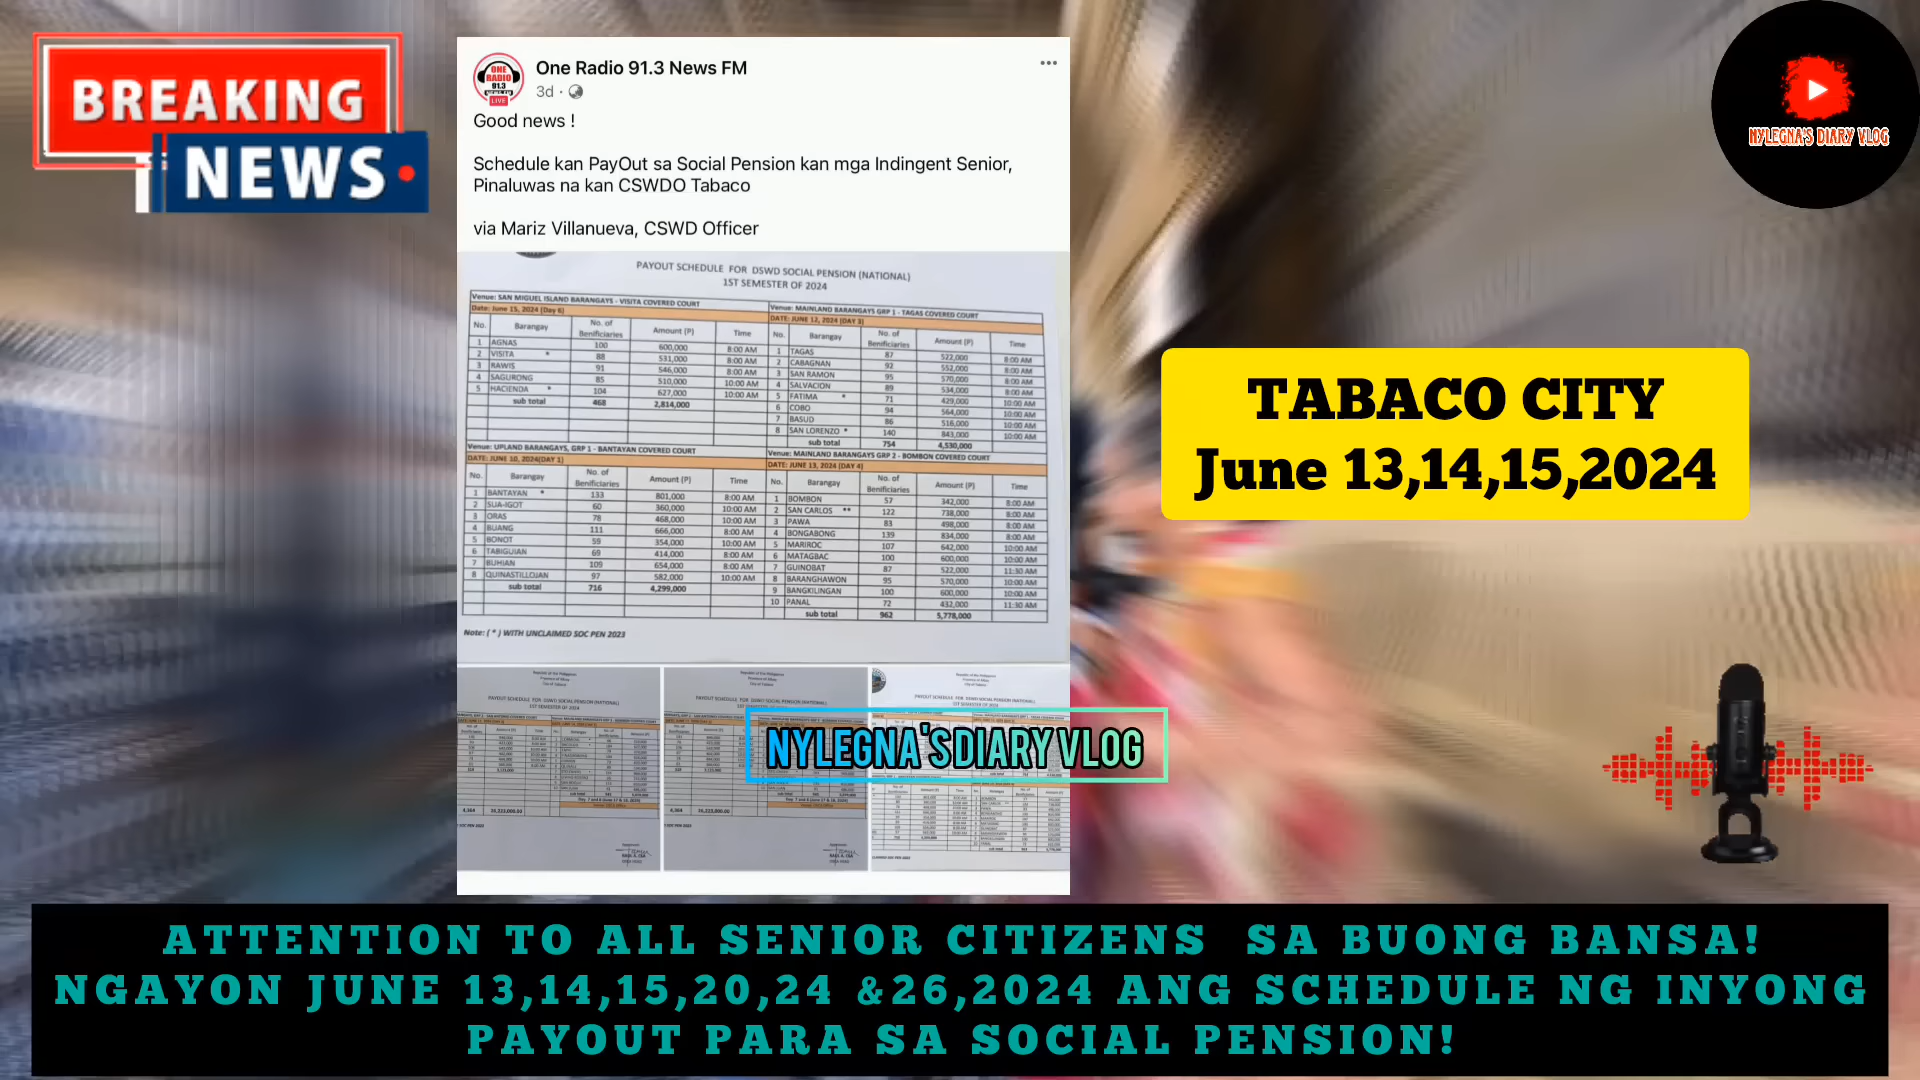 BREAKING
NEWS
One Radio 91.3 News FM
3d
Good news !
Schedule kan PayOut sa Social Pension kan mga Indingent Senior,
Pinaluwas na kan CSWDO Tabaco
via Mariz Villanueva, CSWD Officer
PAYOUT SCHEDULE FOR DSWD SOCIAL PENSION (NATIONAL)
1ST SEMESTER OF 2024
Venue: SAN MIGUEL ISLAND BARANGAYS - VISITA COVERED COURT
Date: June 15, 2024 (Day 6)
No. Barangay No. of Benificiaries Amount (P) Time
1 AGNAS 100 600,000 8:00 AM
2 VISITA * 88 531,000 8:00 AM
3 RAWIS 91 546,000 8:00 AM
4 SAGURONG 85 510,000 10:00 AM
5 HACIENDA * 104 627,000 10:00 AM
sub total 468 2,814,000
Venue: MAINLAND BARANGAYS GRP 1 - TAGAS COVERED COURT
DATE: JUNE 12, 2024 (DAY 3)
No. Barangay No. of Benificiaries Amount (P) Time
1 TAGAS 87 522,000 8:00 AM
2 CABAGNAN 92 552,000 8:00 AM
3 SAN RAMON 95 570,000 8:00 AM
4 SALVACION 89 534,000 8:00 AM
5 FATIMA * 71 429,000 10:00 AM
6 COBO 94 564,000 10:00 AM
7 BASUD 86 516,000 10:00 AM
8 SAN LORENZO * 140 843,000 10:00 AM
sub total 754 4,530,000
Venue: UPLAND BARANGAYS, GRP 1 - BANTAYAN COVERED COURT
DATE: JUNE 10, 2024(DAY 1)
No. Barangay No. of Benificiaries Amount (P) Time
1 BANTAYAN * 133 801,000 8:00 AM
2 SUA-IGOT 60 360,000 10:00 AM
3 ORAS 78 468,000 10:00 AM
4 BUANG 111 666,000 8:00 AM
5 BONOT 59 354,000 10:00 AM
6 TABIGUIAN 69 414,000 8:00 AM
7 BUHIAN 109 654,000 8:00 AM
8 QUINASTILLOJAN 97 582,000 10:00 AM
sub total 716 4,299,000
Venue: MAINLAND BARANGAYS GRP 2 - BOMBON COVERED COURT
DATE: JUNE 13, 2024 (DAY 4)
No. Barangay No. of Benificiaries Amount (P) Time
1 BOMBON 57 342,000 8:00 AM
2 SAN CARLOS ** 122 738,000 8:00 AM
3 PAWA 83 498,000 8:00 AM
4 BONGABONG 139 834,000 8:00 AM
5 MARIROC 107 642,000 10:00 AM
6 MATAGBAC 100 600,000 10:00 AM
7 GUINOBAT 87 522,000 11:30 AM
8 BARANGHAWON 95 570,000 10:00 AM
9 BANGKILINGAN 100 600,000 10:00 AM
10 PANAL 72 432,000 11:30 AM
sub total 962 5,778,000
Note: ( * ) WITH UNCLAIMED SOC PEN 2023
NYLEGNA'S DIARY VLOG
NYLEGNA'S DIARY VLOG
TABACO CITY
June 13,14,15,2024
ATTENTION TO ALL SENIOR CITIZENS SA BUONG BANSA!
NGAYON JUNE 13,14,15,20,24 &26,2024 ANG SCHEDULE NG INYONG
PAYOUT PARA SA SOCIAL PENSION!